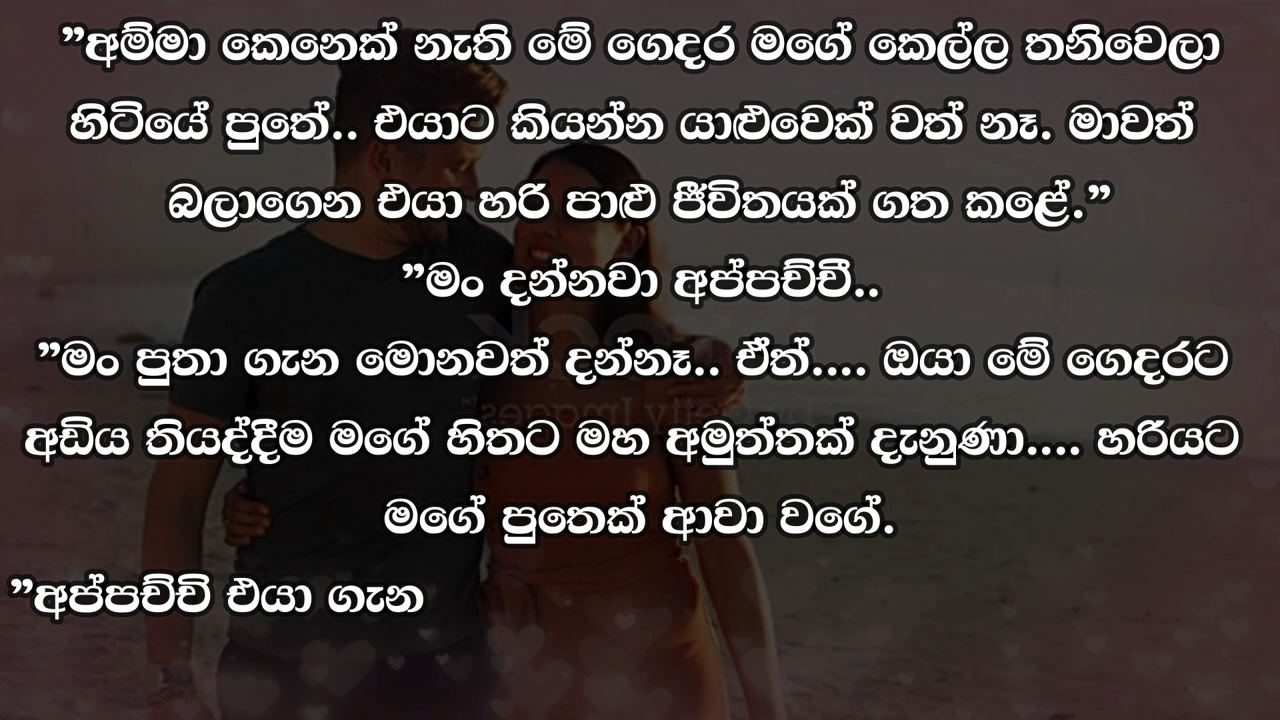 ”අම්මා කෙනෙක් නැති මේ ගෙදර මගේ කෙල්ල තනිවෙලා
හිටියේ පුතේ.. එයාට කියන්න යාළුවෙක් වත් නෑ. මාවත්
බලාගෙන එයා හරි පාළු ජීවිතයක් ගත කළේ.”
”මං දන්නවා අප්පච්චී..
”මං පුතා ගැන මොනවත් දන්නෑ.. ඒත්.... ඔයා මේ ගෙදරට
අඩිය තියද්දීම මගේ හිතට මහ අමුත්තක් දැනුණා.... හරියට
මගේ පුතෙක් ආවා වගේ.
”අප්පච්චි එයා ගැන